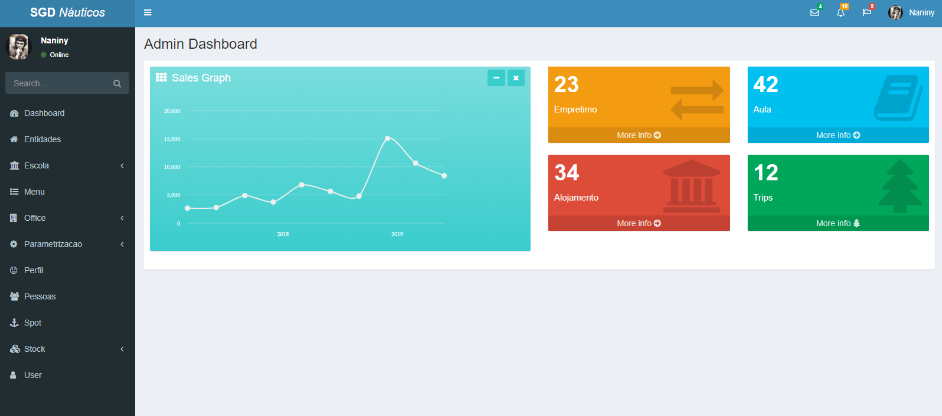 SGD Náuticos
4
10
9
Naniny
Naniny
Online
Search...
Dashboard
Entidades
Escola
Menu
Office
Parametrizacao
Perfil
Pessoas
Spot
Stock
User
Admin Dashboard
Sales Graph
20,000
15,000
10,000
5,000
0
2018
2019
23
Empretimo
More info
42
Aula
More info
34
Alojamento
More info
12
Trips
More info